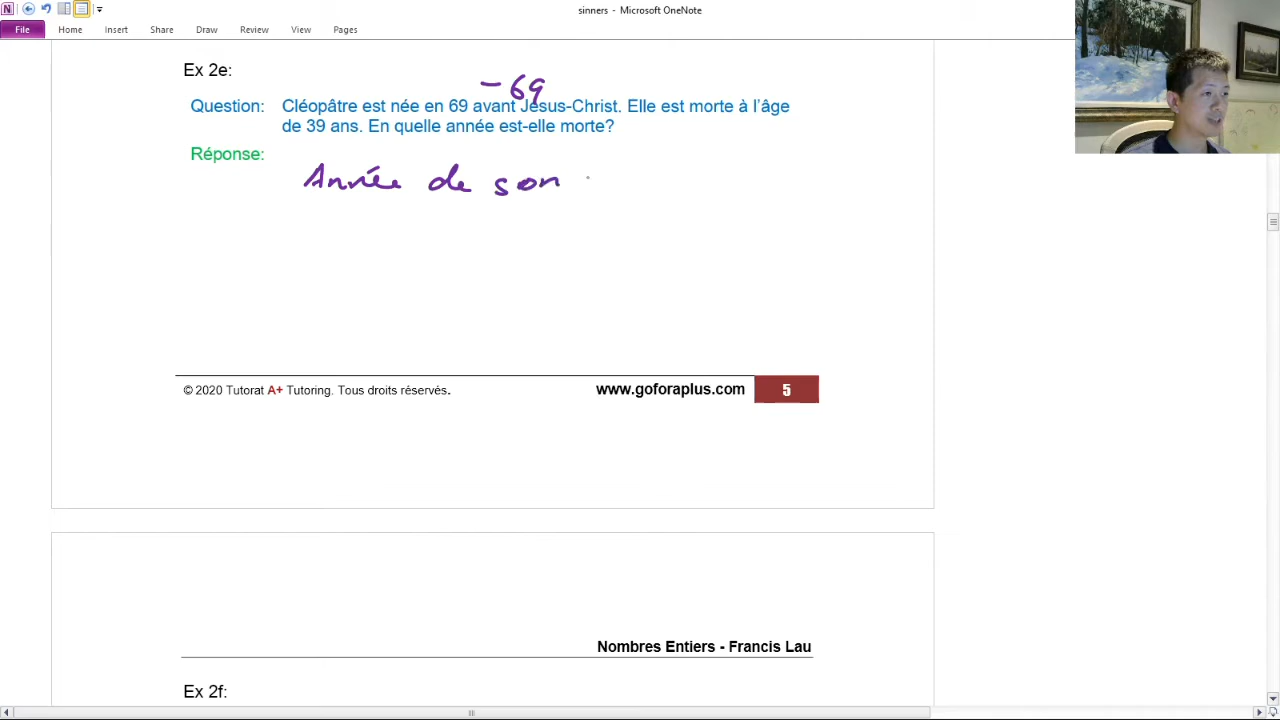 sinners - Microsoft OneNote
File Home Insert Share Draw Review View Pages
Ex 2e:
- 69
Question: Cléopâtre est née en 69 avant Jésus-Christ. Elle est morte à l'âge
de 39 ans. En quelle année est-elle morte?
Réponse:
Année de son
© 2020 Tutorat A+ Tutoring. Tous droits réservés.
www.goforaplus.com 5
Nombres Entiers - Francis Lau
Ex 2f: